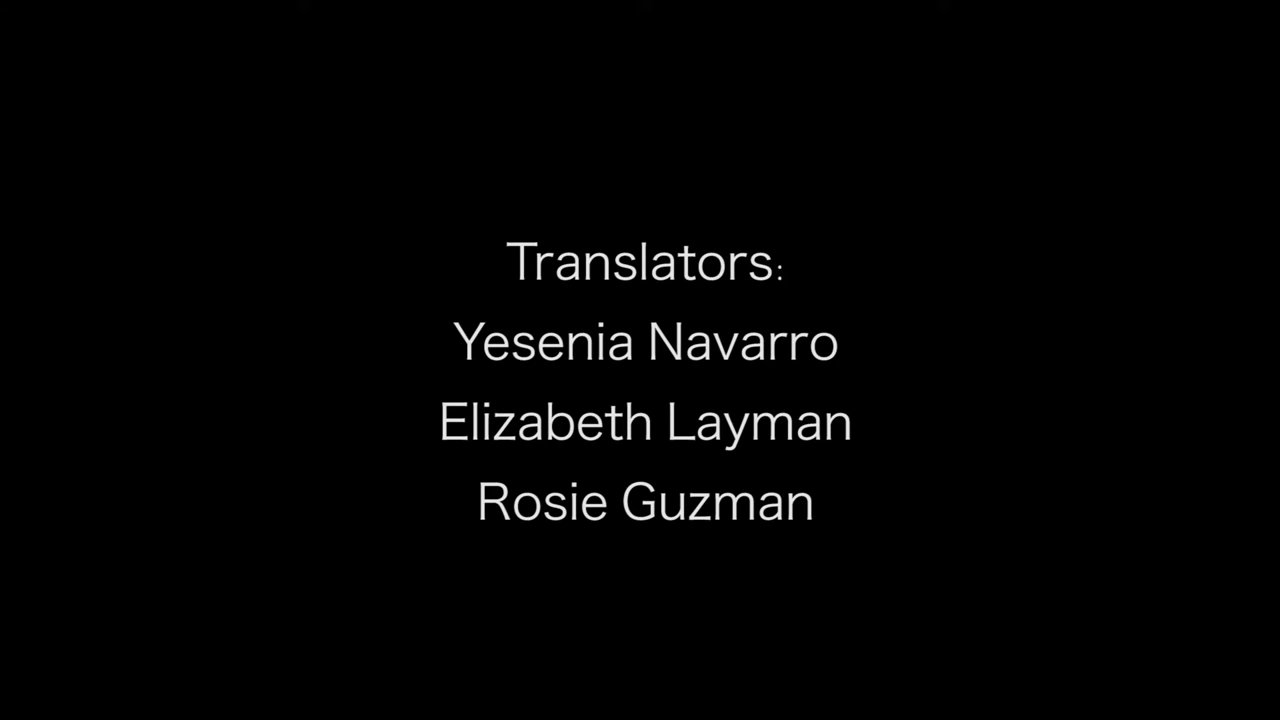 Translators:
Yesenia Navarro
Elizabeth Layman
Rosie Guzman